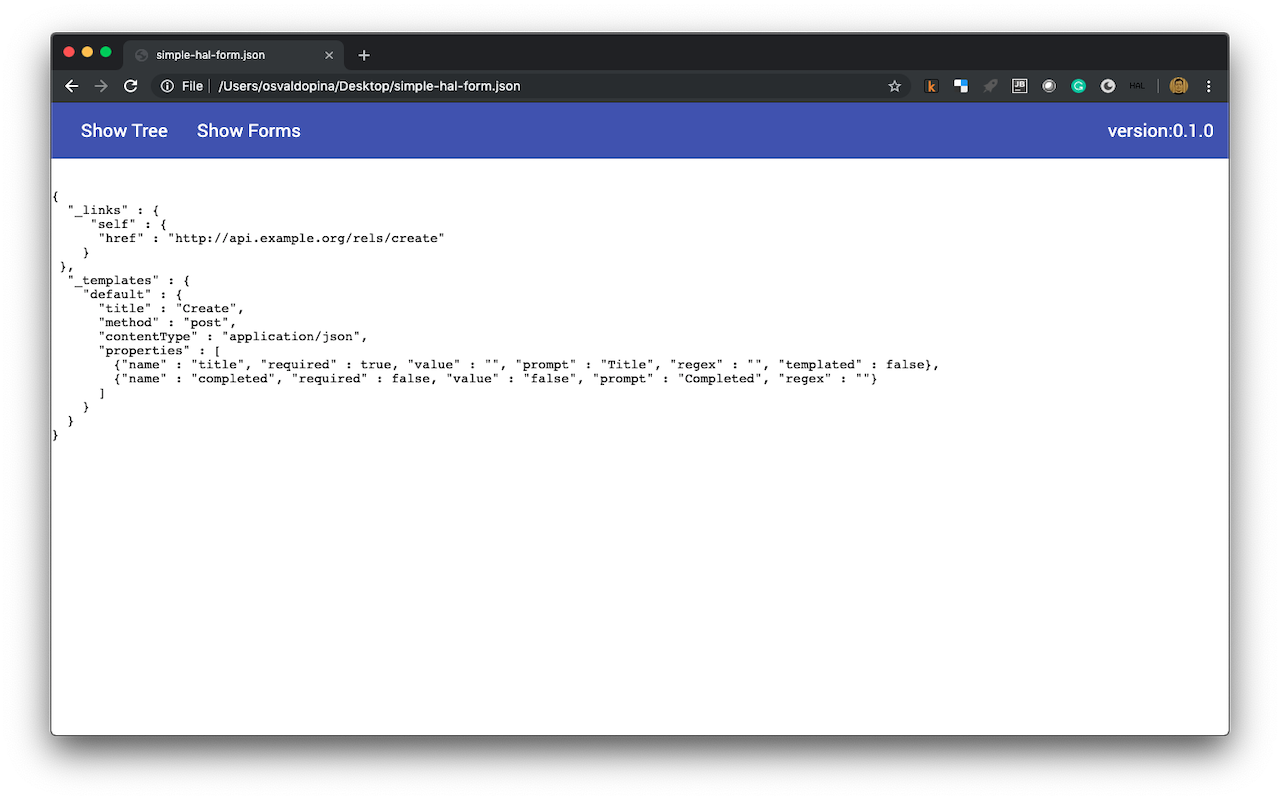 simple-hal-form.json
File /Users/osvaldopina/Desktop/simple-hal-form.json
k JB G HAL
Show Tree Show Forms version:0.1.0
{
  "_links" : {
     "self" : {
      "href" : "http://api.example.org/rels/create"
    }
 },
  "_templates" : {
    "default" : {
      "title" : "Create",
      "method" : "post",
      "contentType" : "application/json",
      "properties" : [
        {"name" : "title", "required" : true, "value" : "", "prompt" : "Title", "regex" : "", "templated" : false},
        {"name" : "completed", "required" : false, "value" : "false", "prompt" : "Completed", "regex" : ""}
      ]
    }
  }
}